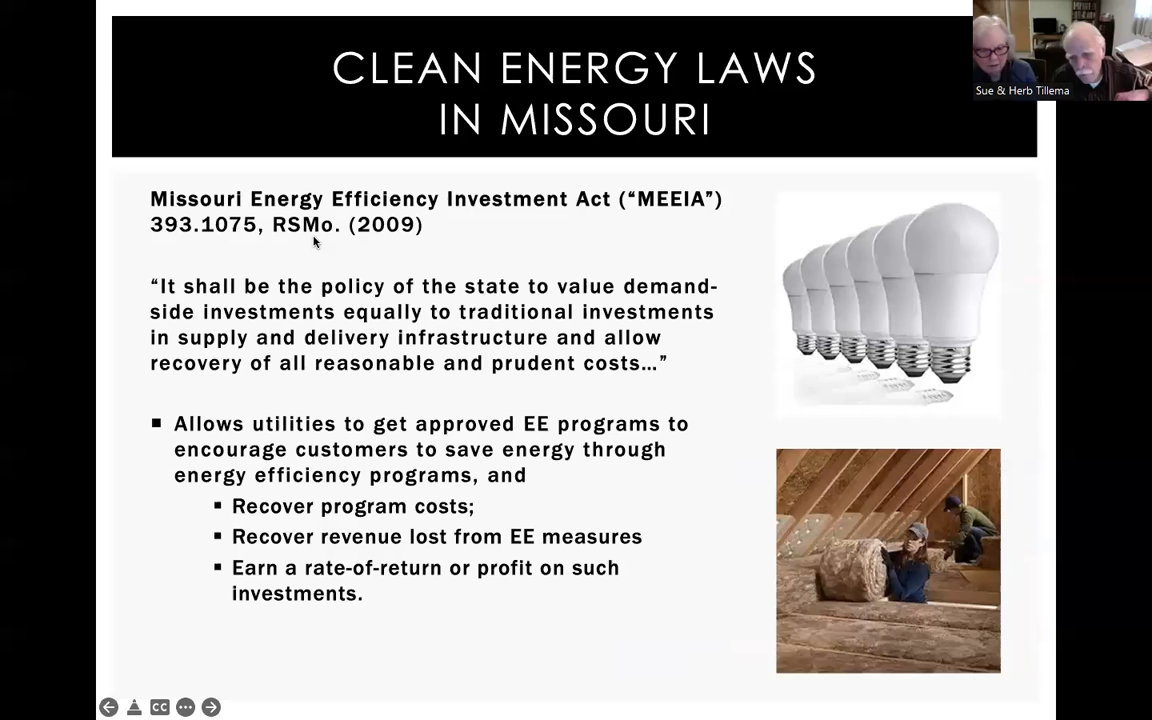 CLEAN ENERGY LAWS
IN MISSOURI
Sue & Herb Tillema
Missouri Energy Efficiency Investment Act (“MEEIA”)
393.1075, RSMo. (2009)
“It shall be the policy of the state to value demand-
side investments equally to traditional investments
in supply and delivery infrastructure and allow
recovery of all reasonable and prudent costs…”
▪ Allows utilities to get approved EE programs to
encourage customers to save energy through
energy efficiency programs, and
▪ Recover program costs;
▪ Recover revenue lost from EE measures
▪ Earn a rate-of-return or profit on such
investments.
CC